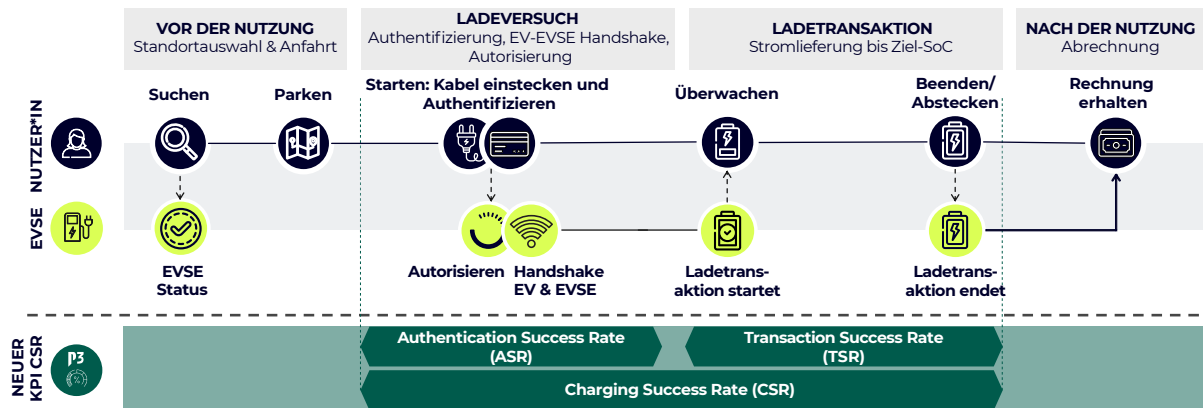 VOR DER NUTZUNG
Standortauswahl & Anfahrt
LADEVERSUCH
Authentifizierung, EV-EVSE Handshake,
Autorisierung
LADETRANSAKTION
Stromlieferung bis Ziel-SoC
NACH DER NUTZUNG
Abrechnung
Suchen
Parken
Starten: Kabel einstecken und
Authentifizieren
Überwachen
Beenden/
Abstecken
Rechnung
erhalten
NUTZER*IN
EVSE
EVSE
Status
Autorisieren
Handshake
EV & EVSE
Ladetrans-
aktion startet
Ladetrans-
aktion endet
NEUER
KPI CSR
P3
%
Authentication Success Rate
(ASR)
Transaction Success Rate
(TSR)
Charging Success Rate (CSR)